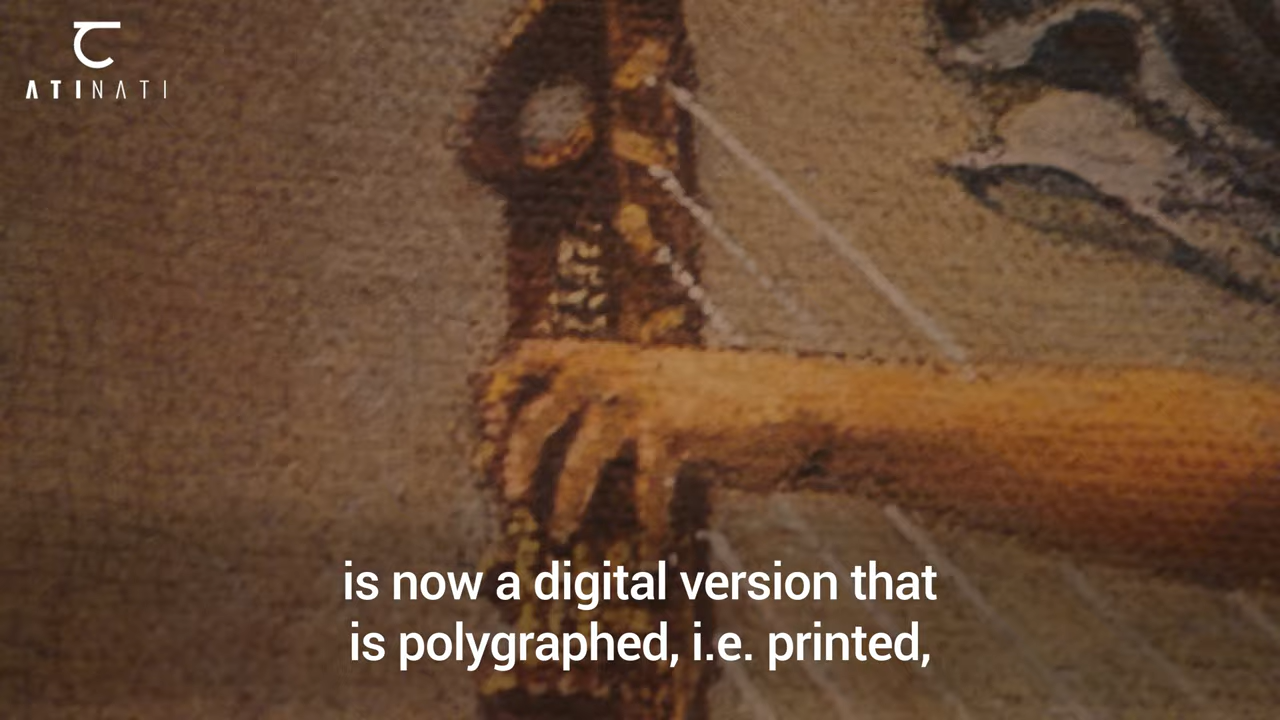 ATINATI
is now a digital version that
is polygraphed, i.e. printed,